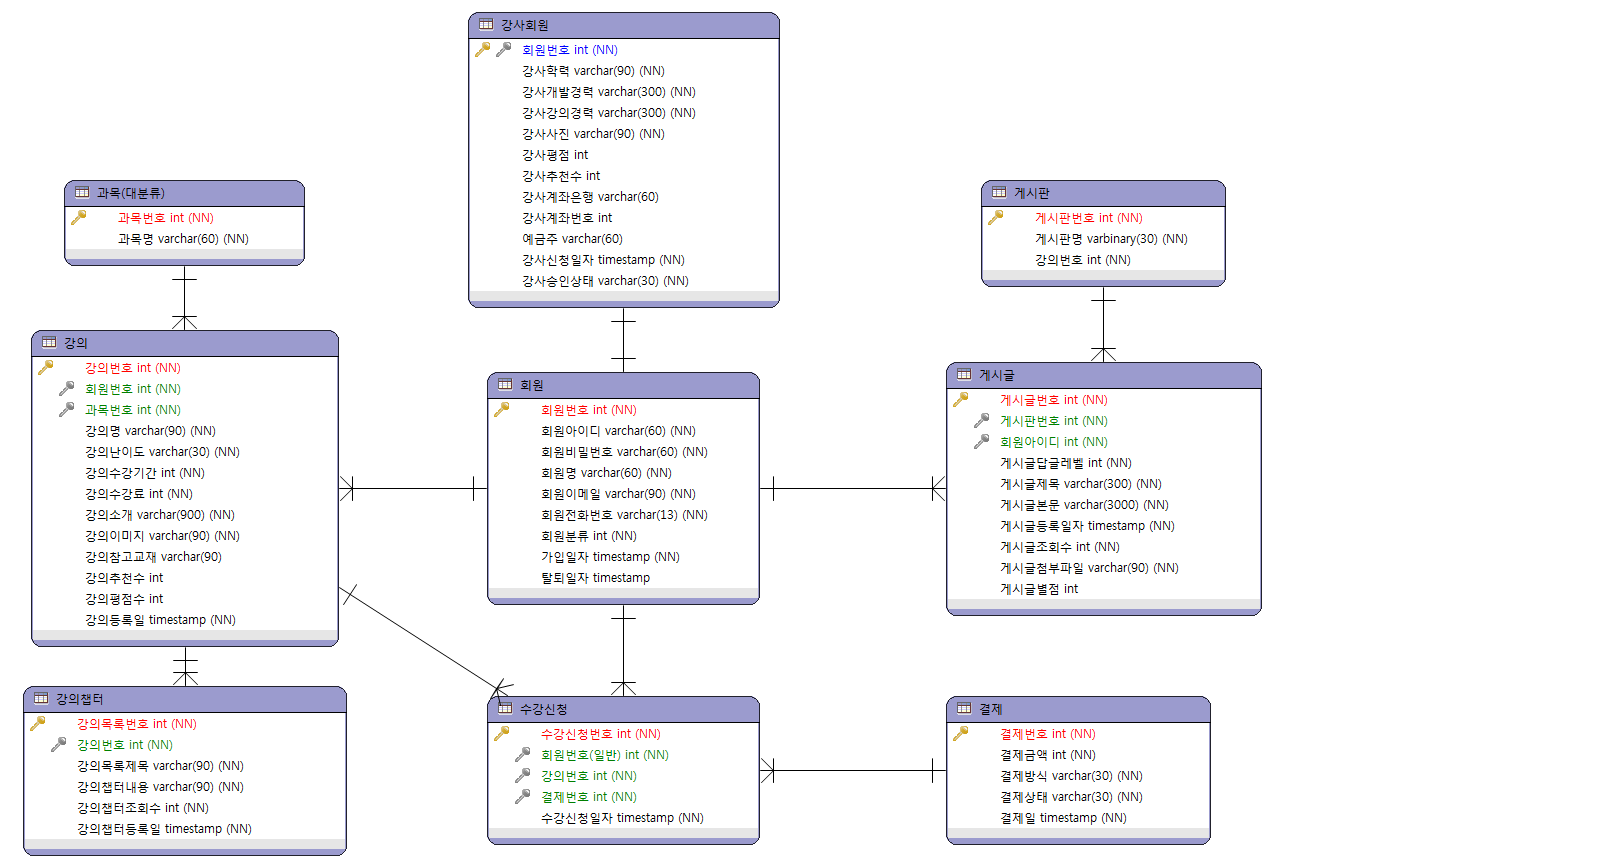 강사회원
회원번호 int (NN)
강사학력 varchar(90) (NN)
강사개발경력 varchar(300) (NN)
강사강의경력 varchar(300) (NN)
강사사진 varchar(90) (NN)
강사평점 int
강사추천수 int
강사계좌은행 varchar(60)
강사계좌번호 int
예금주 varchar(60)
강사신청일자 timestamp (NN)
강사승인상태 varchar(30) (NN)
과목(대분류)
과목번호 int (NN)
과목명 varchar(60) (NN)
게시판
게시판번호 int (NN)
게시판명 varbinary(30) (NN)
강의번호 int (NN)
강의
강의번호 int (NN)
회원번호 int (NN)
과목번호 int (NN)
강의명 varchar(90) (NN)
강의난이도 varchar(30) (NN)
강의수강기간 int (NN)
강의수강료 int (NN)
강의소개 varchar(900) (NN)
강의이미지 varchar(90) (NN)
강의참고교재 varchar(90)
강의추천수 int
강의평점수 int
강의등록일 timestamp (NN)
회원
회원번호 int (NN)
회원아이디 varchar(60) (NN)
회원비밀번호 varchar(60) (NN)
회원명 varchar(60) (NN)
회원이메일 varchar(90) (NN)
회원전화번호 varchar(13) (NN)
회원분류 int (NN)
가입일자 timestamp (NN)
탈퇴일자 timestamp
게시글
게시글번호 int (NN)
게시판번호 int (NN)
회원아이디 int (NN)
게시글답글레벨 int (NN)
게시글제목 varchar(300) (NN)
게시글본문 varchar(3000) (NN)
게시글등록일자 timestamp (NN)
게시글조회수 int (NN)
게시글첨부파일 varchar(90) (NN)
게시글별점 int
강의챕터
강의목록번호 int (NN)
강의번호 int (NN)
강의목록제목 varchar(90) (NN)
강의챕터내용 varchar(90) (NN)
강의챕터조회수 int (NN)
강의챕터등록일 timestamp (NN)
수강신청
수강신청번호 int (NN)
회원번호(일반) int (NN)
강의번호 int (NN)
결제번호 int (NN)
수강신청일자 timestamp (NN)
결제
결제번호 int (NN)
결제금액 int (NN)
결제방식 varchar(30) (NN)
결제상태 varchar(30) (NN)
결제일 timestamp (NN)